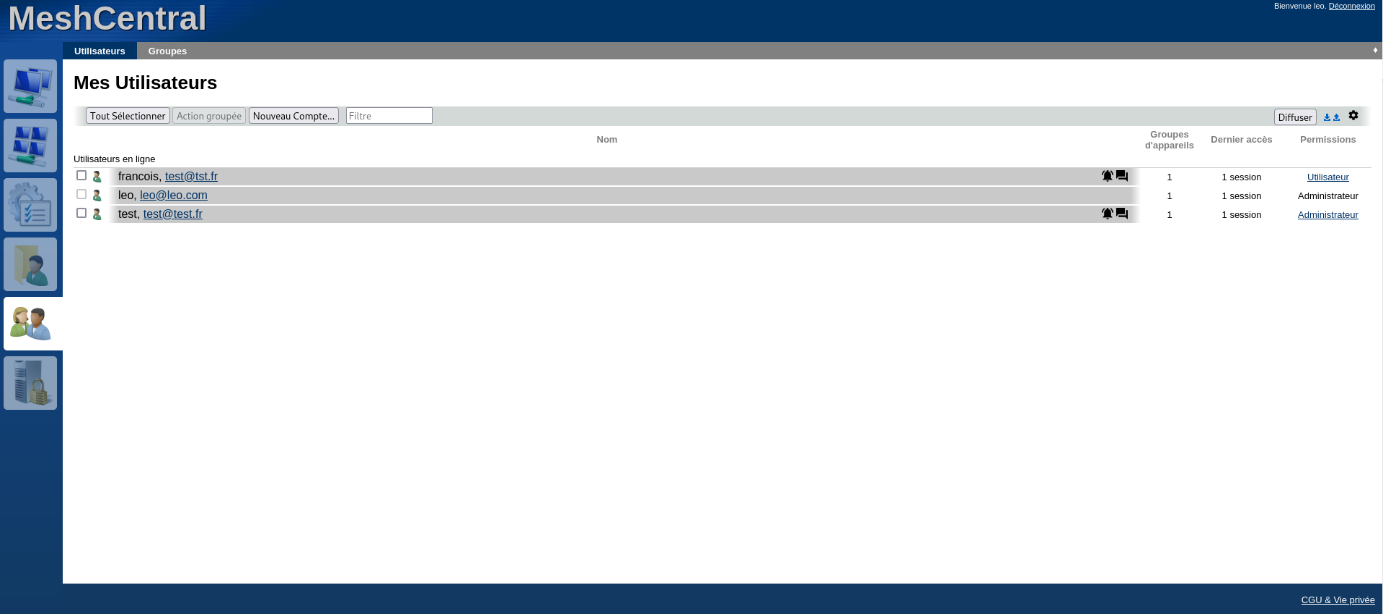 MeshCentral
Bienvenue leo. Déconnexion
Utilisateurs Groupes
Mes Utilisateurs
Tout Sélectionner Action groupée Nouveau Compte... Filtre Diffuser
Nom Groupes d'appareils Dernier accès Permissions
Utilisateurs en ligne
francois, test@tst.fr 1 1 session Utilisateur
leo, leo@leo.com 1 1 session Administrateur
test, test@test.fr 1 1 session Administrateur
CGU & Vie privée